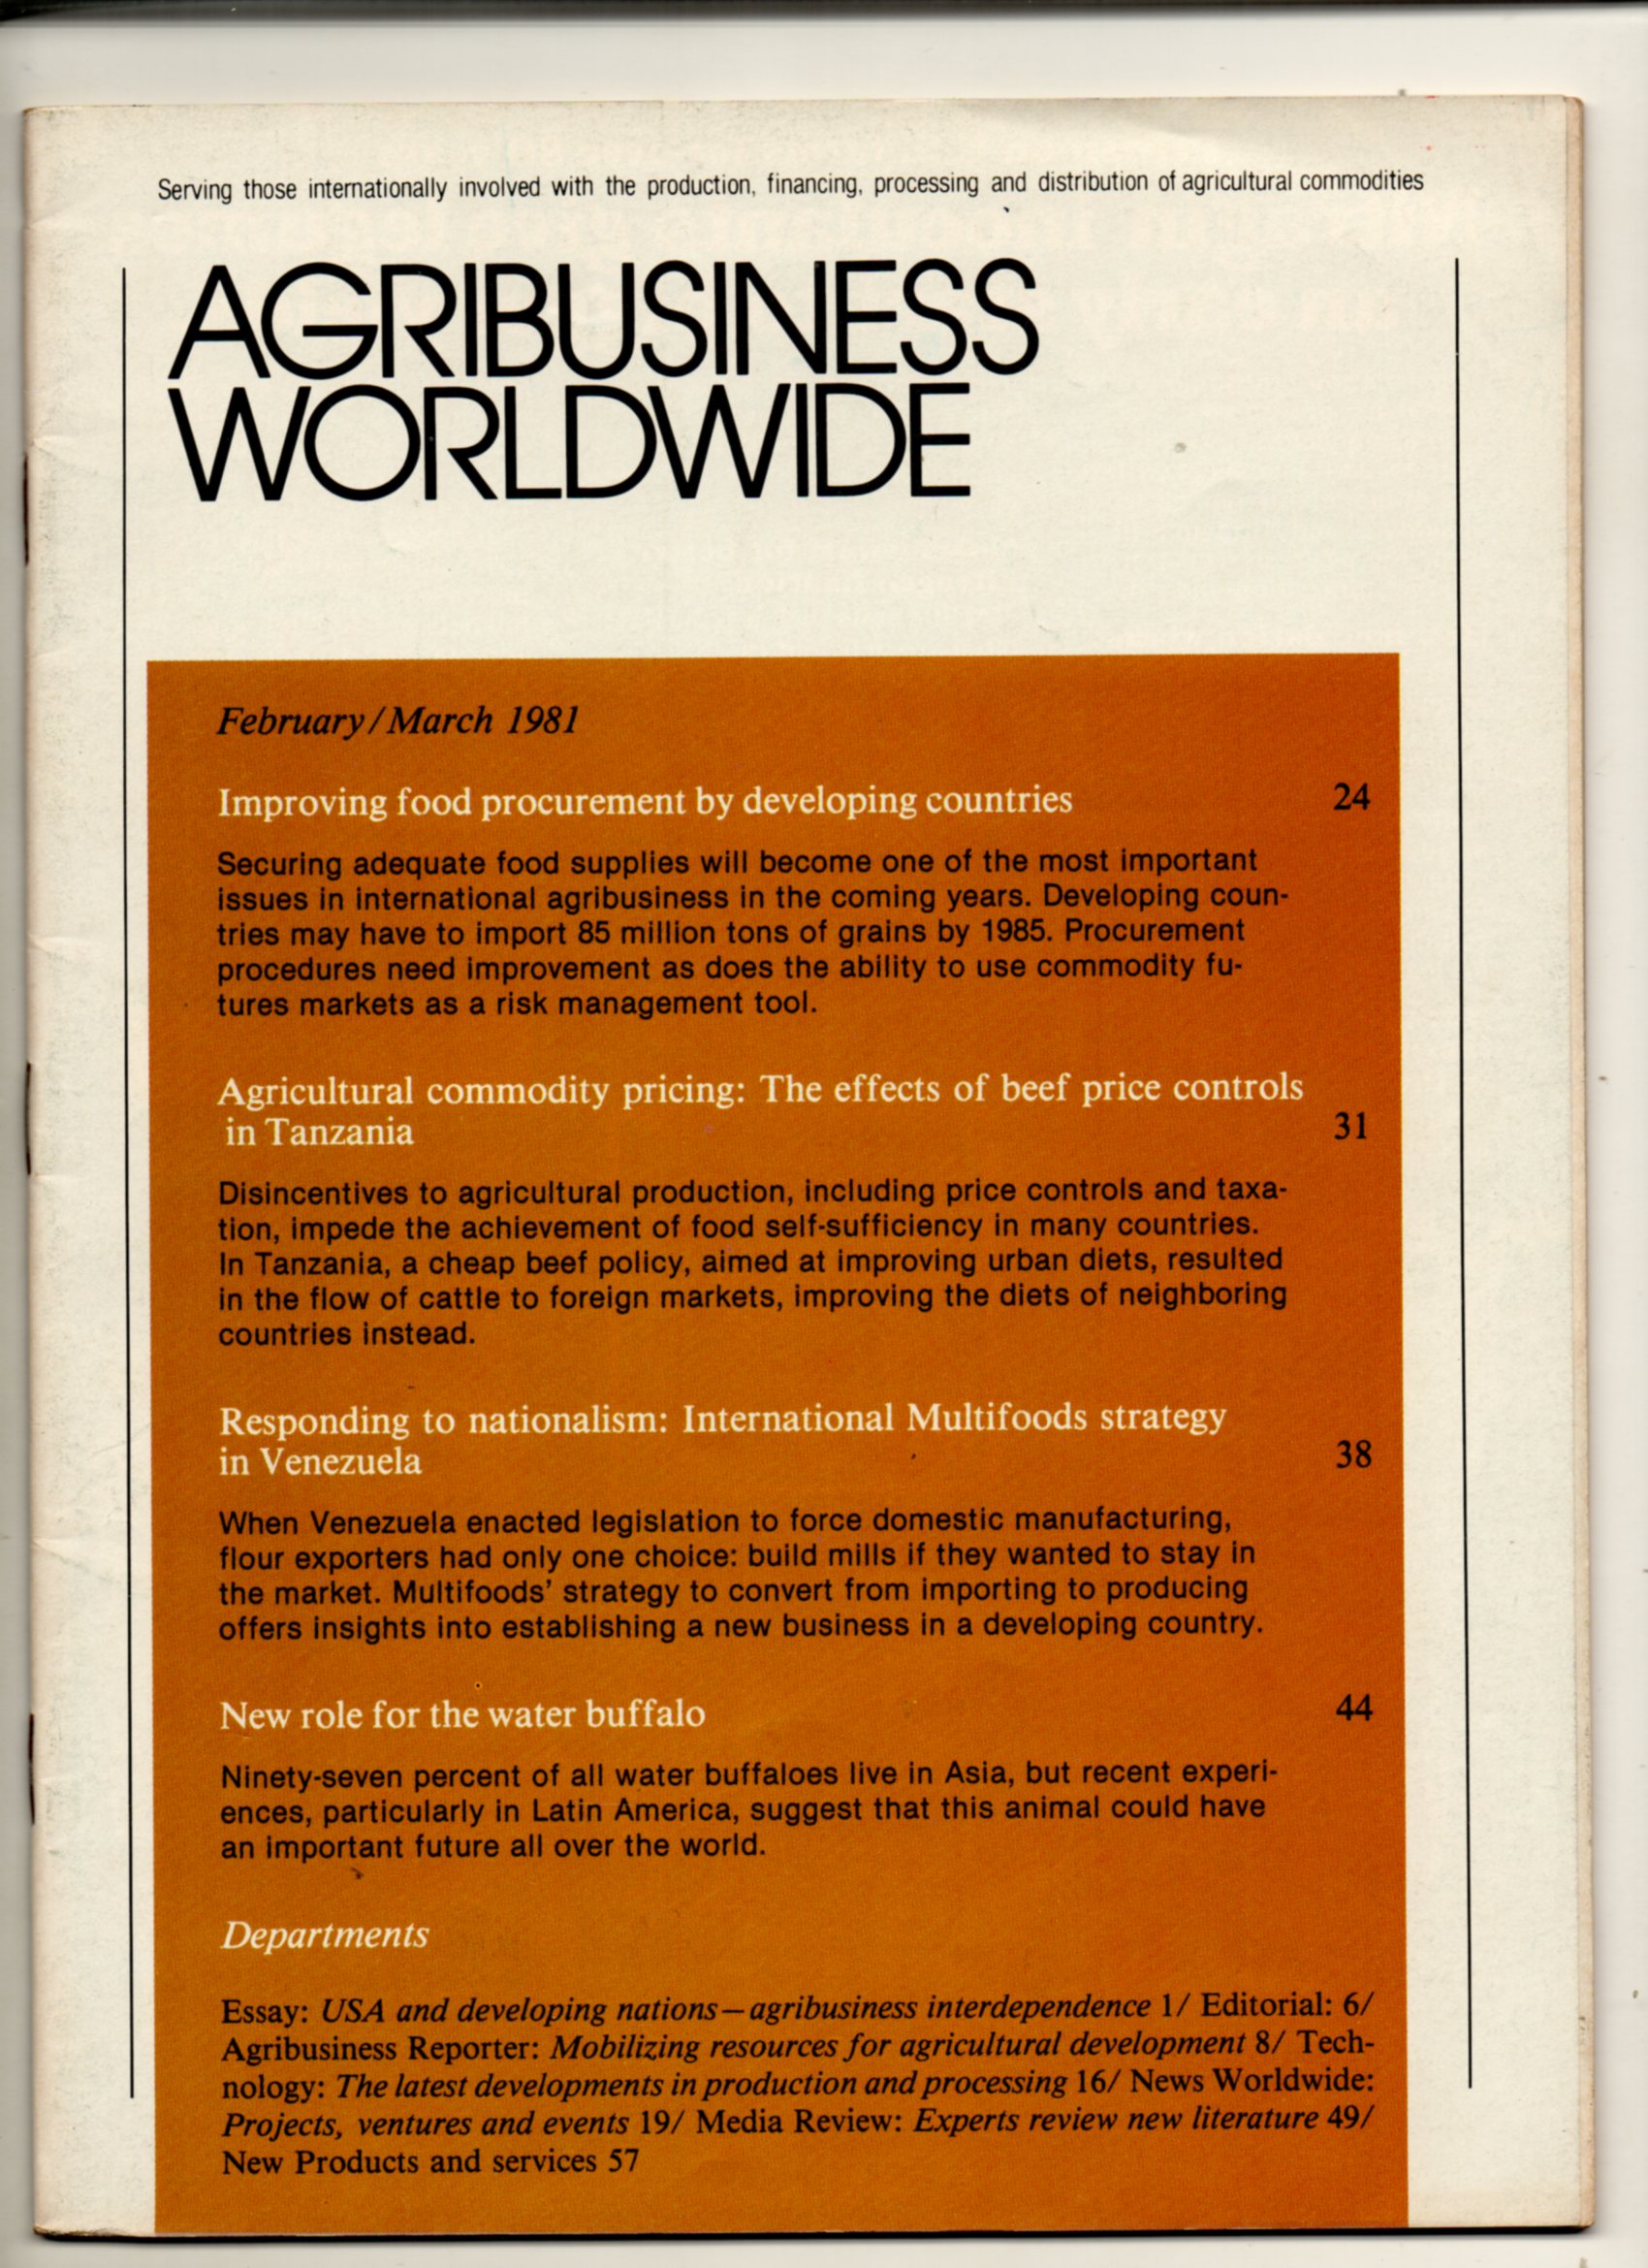 Serving those internationally involved with the production, financing, processing and distribution of agricultural commodities
AGRIBUSINESS
WORLDWIDE
February/March 1981
Improving food procurement by developing countries 24
Securing adequate food supplies will become one of the most important
issues in international agribusiness in the coming years. Developing coun-
tries may have to import 85 million tons of grains by 1985. Procurement
procedures need improvement as does the ability to use commodity fu-
tures markets as a risk management tool.
Agricultural commodity pricing: The effects of beef price controls
in Tanzania 31
Disincentives to agricultural production, including price controls and taxa-
tion, impede the achievement of food self-sufficiency in many countries.
In Tanzania, a cheap beef policy, aimed at improving urban diets, resulted
in the flow of cattle to foreign markets, improving the diets of neighboring
countries instead.
Responding to nationalism: International Multifoods strategy
in Venezuela 38
When Venezuela enacted legislation to force domestic manufacturing,
flour exporters had only one choice: build mills if they wanted to stay in
the market. Multifoods' strategy to convert from importing to producing
offers insights into establishing a new business in a developing country.
New role for the water buffalo 44
Ninety-seven percent of all water buffaloes live in Asia, but recent experi-
ences, particularly in Latin America, suggest that this animal could have
an important future all over the world.
Departments
Essay: USA and developing nations—agribusiness interdependence 1/ Editorial: 6/
Agribusiness Reporter: Mobilizing resources for agricultural development 8/ Tech-
nology: The latest developments in production and processing 16/ News Worldwide:
Projects, ventures and events 19/ Media Review: Experts review new literature 49/
New Products and services 57